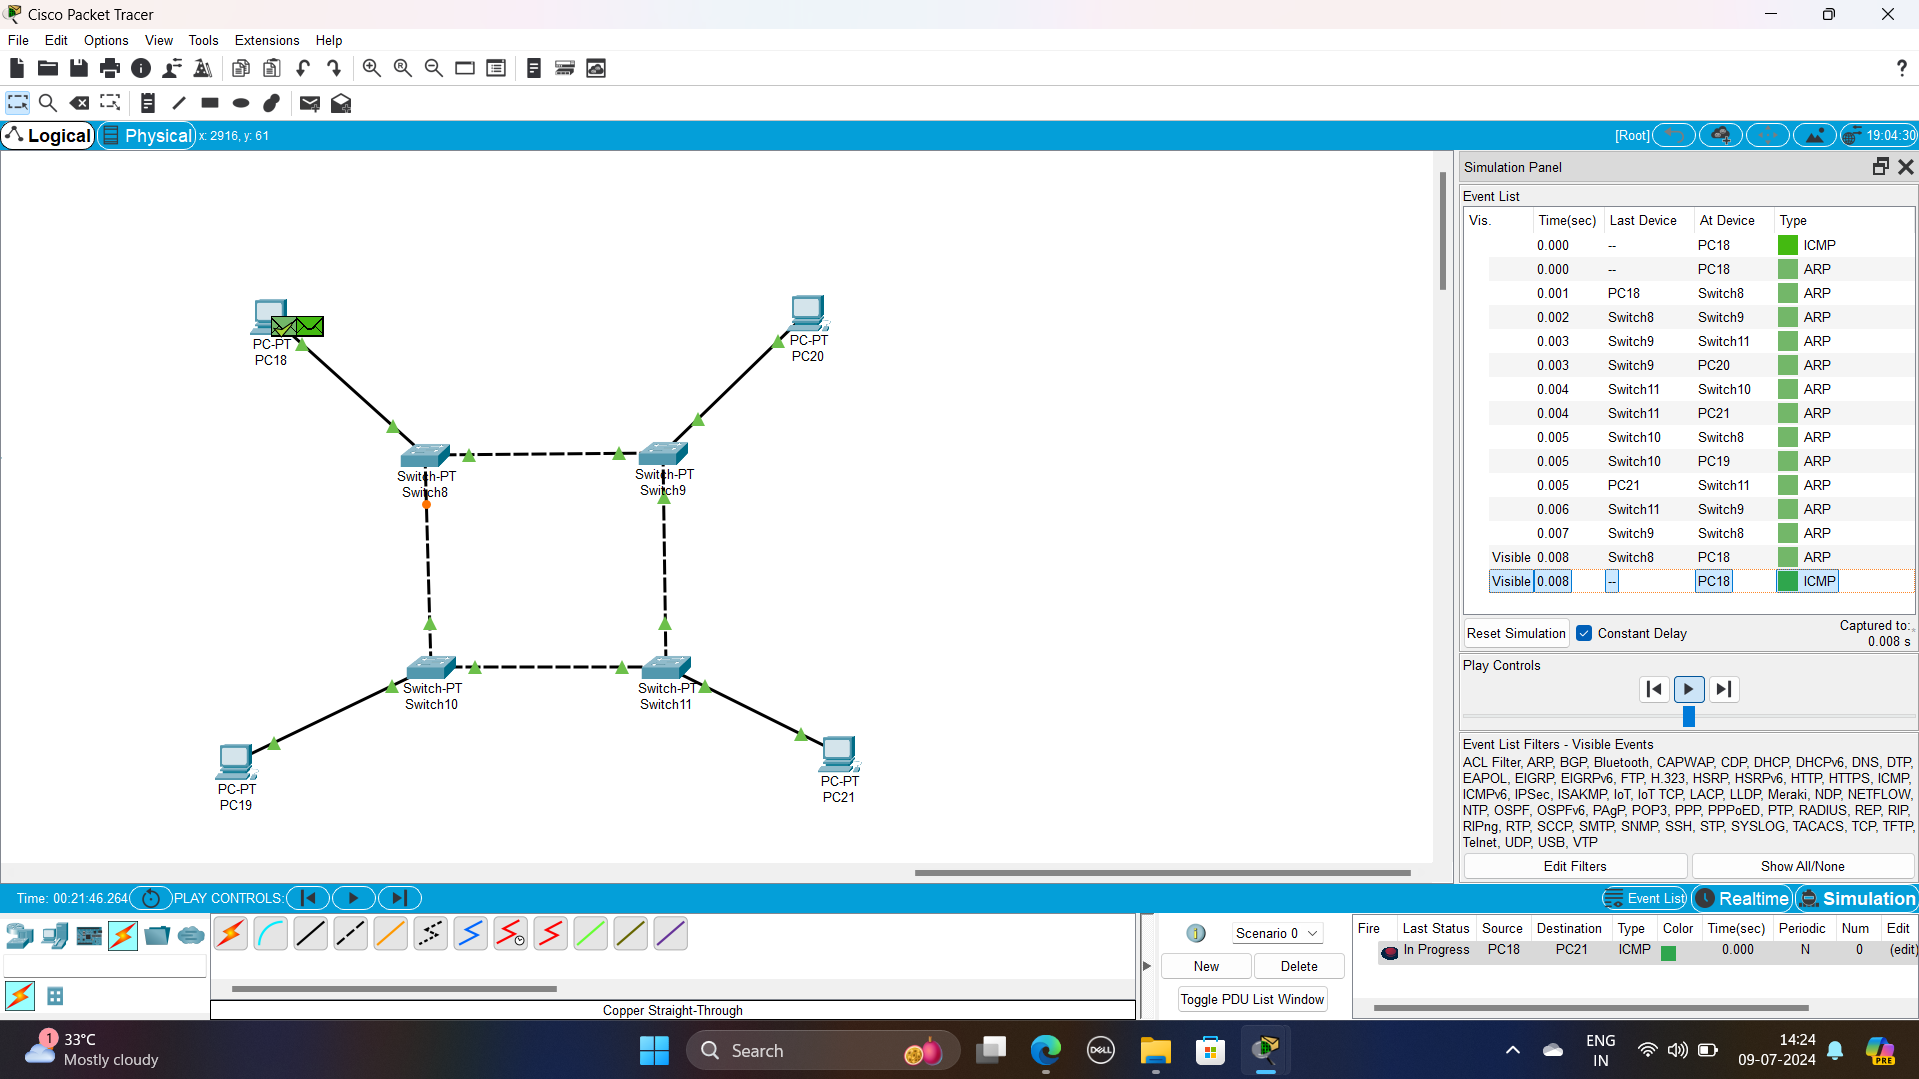 Cisco Packet Tracer
File Edit Options View Tools Extensions Help
?
Logical Physical x: 2916, y: 61 [Root] 19:04:30
Simulation Panel
Event List
Vis. Time(sec) Last Device At Device Type
0.000 -- PC18 ICMP
0.000 -- PC18 ARP
0.001 PC18 Switch8 ARP
0.002 Switch8 Switch9 ARP
0.003 Switch9 Switch11 ARP
0.003 Switch9 PC20 ARP
0.004 Switch11 Switch10 ARP
0.004 Switch11 PC21 ARP
0.005 Switch10 Switch8 ARP
0.005 Switch10 PC19 ARP
0.005 PC21 Switch11 ARP
0.006 Switch11 Switch9 ARP
0.007 Switch9 Switch8 ARP
Visible 0.008 Switch8 PC18 ARP
Visible 0.008 -- PC18 ICMP
Reset Simulation Constant Delay Captured to:
0.008 s
Play Controls
Event List Filters - Visible Events
ACL Filter, ARP, BGP, Bluetooth, CAPWAP, CDP, DHCP, DHCPv6, DNS, DTP,
EAPOL, EIGRP, EIGRPv6, FTP, H.323, HSRP, HSRPv6, HTTP, HTTPS, ICMP,
ICMPv6, IPSec, ISAKMP, IoT, IoT TCP, LACP, LLDP, Meraki, NDP, NETFLOW,
NTP, OSPF, OSPFv6, PAgP, POP3, PPP, PPPoED, PTP, RADIUS, REP, RIP,
RIPng, RTP, SCCP, SMTP, SNMP, SSH, STP, SYSLOG, TACACS, TCP, TFTP,
Telnet, UDP, USB, VTP
Edit Filters Show All/None
PC-PT
PC18
PC-PT
PC20
Switch-PT
Switch8
Switch-PT
Switch9
Switch-PT
Switch10
Switch-PT
Switch11
PC-PT
PC19
PC-PT
PC21
Time: 00:21:46.264 PLAY CONTROLS: Event List Realtime Simulation
Copper Straight-Through
Scenario 0
New Delete
Toggle PDU List Window
Fire Last Status Source Destination Type Color Time(sec) Periodic Num Edit
In Progress PC18 PC21 ICMP 0.000 N 0 (edit)
1
33°C
Mostly cloudy
Search
DELL
ENG
IN
14:24
09-07-2024
PRE